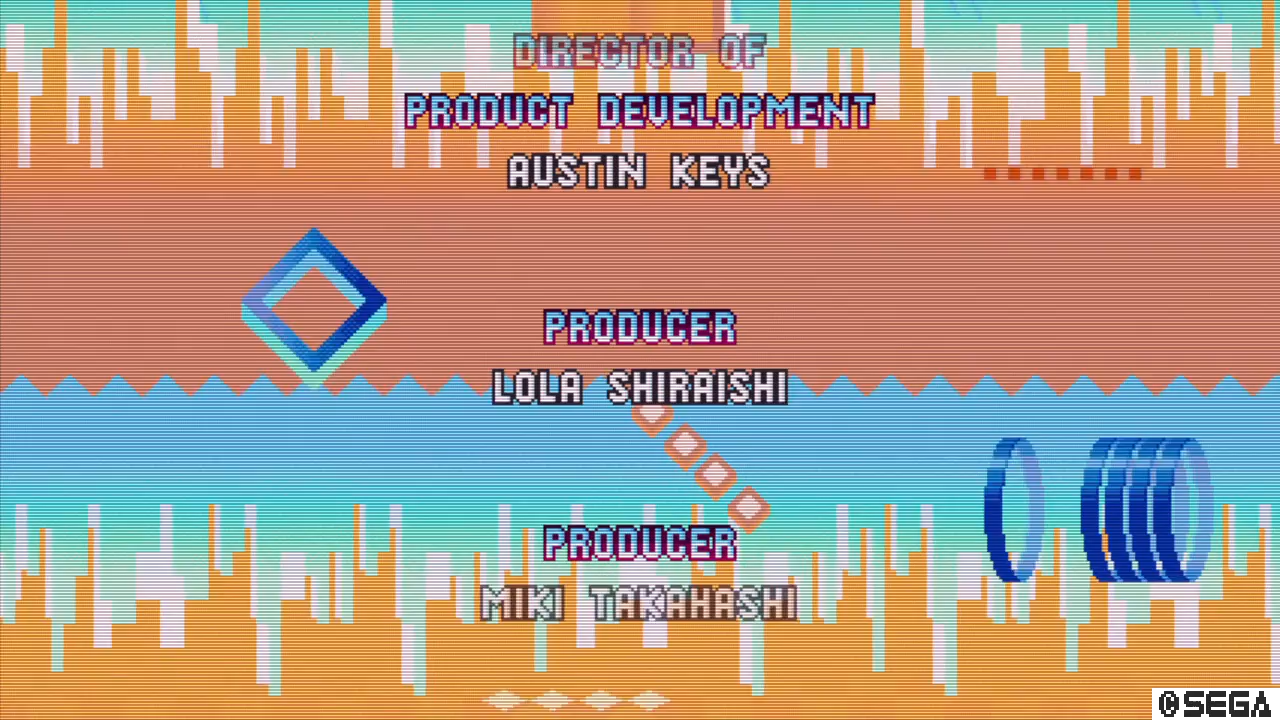 DIRECTOR OF
PRODUCT DEVELOPMENT
AUSTIN KEYS
PRODUCER
LOLA SHIRAISHI
PRODUCER
MIKI TAKAHASHI
©SEGA